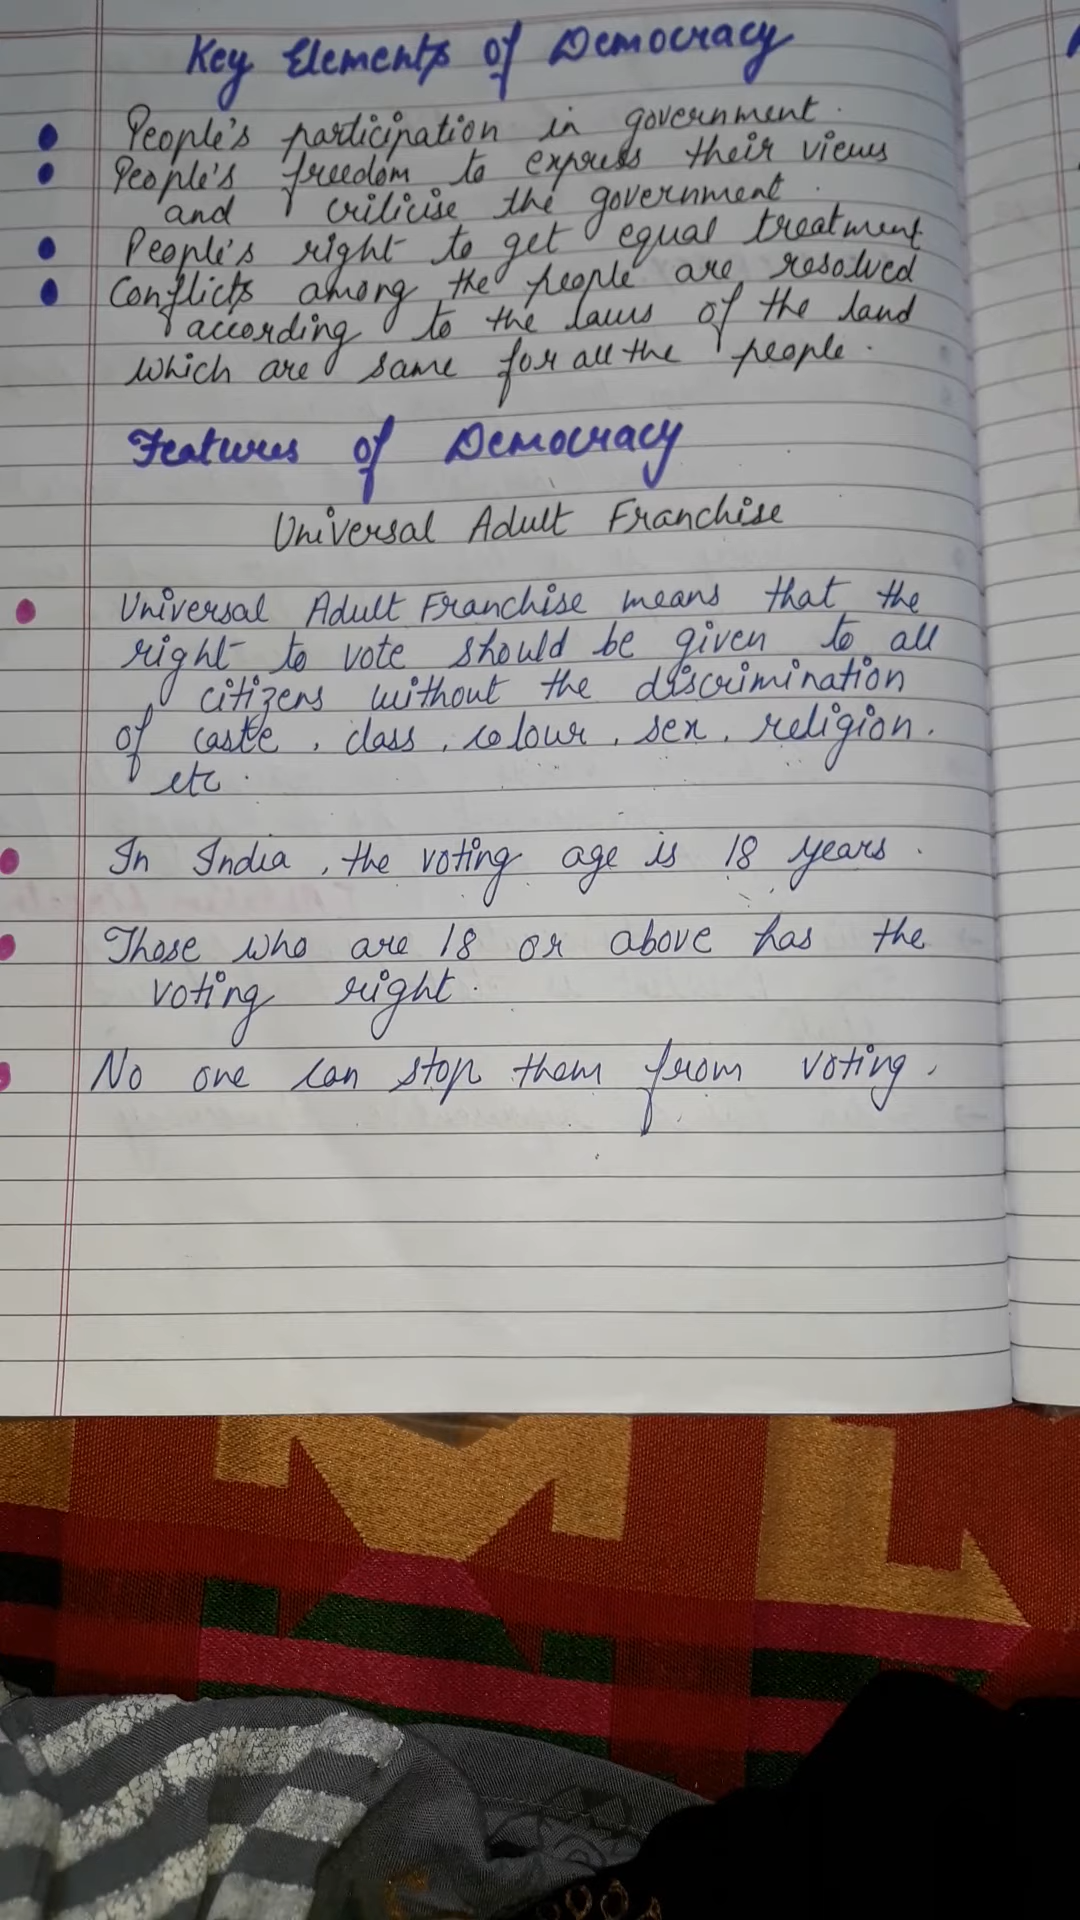 Key Elements of Democracy
People's participation in government.
People's freedom to express their views
and criticise the government.
People's right to get equal treatment
Conflicts among the people are resolved
according to the laws of the land
which are same for all the people.
Features of Democracy
Universal Adult Franchise
Universal Adult Franchise means that the
right to vote should be given to all
citizens without the discrimination
of caste, class, colour, sex, religion.
etc.
In India, the voting age is 18 years.
Those who are 18 or above has the
voting right.
No one can stop them from voting.